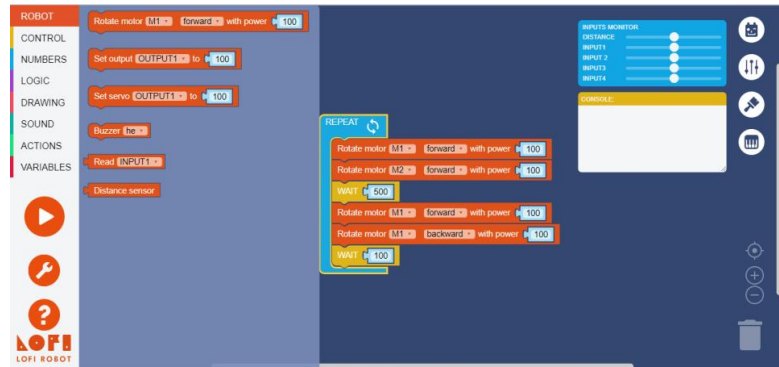 ROBOT
CONTROL
NUMBERS
LOGIC
DRAWING
SOUND
ACTIONS
VARIABLES
LOFI ROBOT
Rotate motor M1 forward with power 100
Set output OUTPUT1 to 100
Set servo OUTPUT1 to 100
Buzzer he
Read INPUT1
Distance sensor
REPEAT
Rotate motor M1 forward with power 100
Rotate motor M2 forward with power 100
WAIT 500
Rotate motor M1 forward with power 100
Rotate motor M1 backward with power 100
WAIT 100
INPUTS MONITOR
DISTANCE
INPUT1
INPUT 2
INPUT3
INPUT4
CONSOLE: